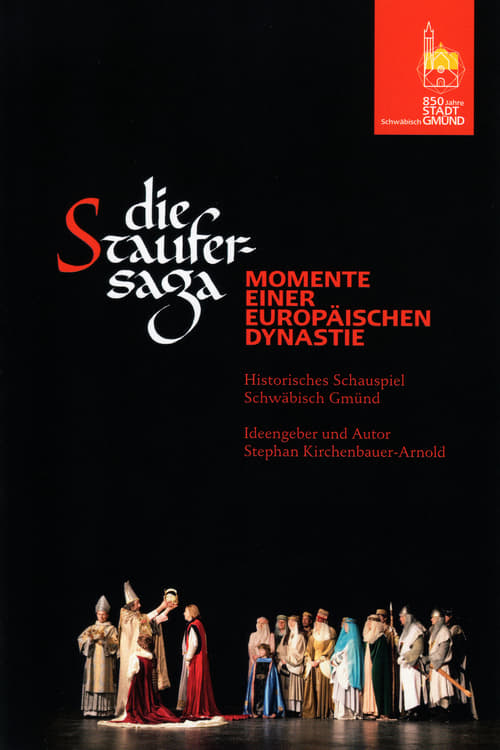 850 Jahre
STADT
Schwäbisch GMÜND
die
Staufer-
saga
MOMENTE
EINER
EUROPÄISCHEN
DYNASTIE
Historisches Schauspiel
Schwäbisch Gmünd
Ideengeber und Autor
Stephan Kirchenbauer-Arnold